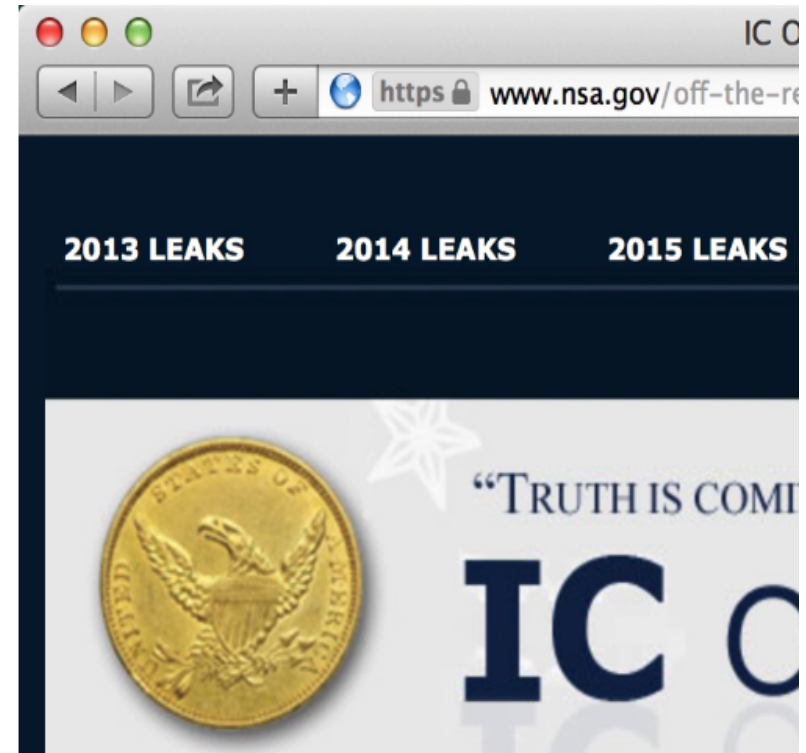 IC O
+ https www.nsa.gov/off-the-re
2013 LEAKS 2014 LEAKS 2015 LEAKS
UNITED STATES OF AMERICA
“TRUTH IS COMI
IC O